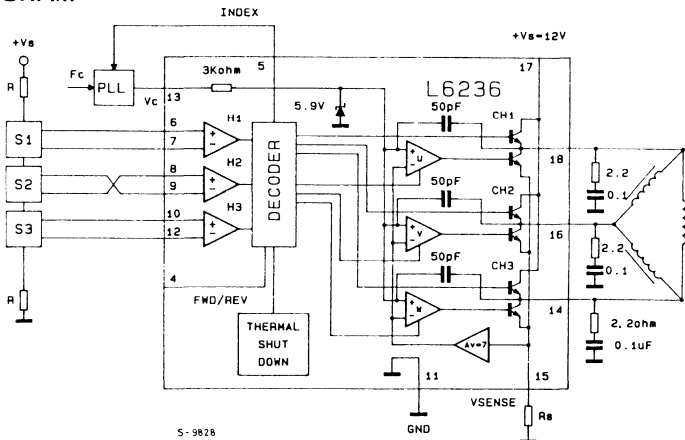 INDEX
+Vs
+Vs=12V
R
Fc
PLL
Vc
13
3Kohm
5
5.9V
L6236
17
50pF
CH1
S1
6
7
H1
U
18
2.2
0.1
S2
8
9
H2
DECODER
50pF
CH2
V
16
2.2
0.1
S3
10
12
H3
50pF
CH3
W
14
4
FWD/REV
R
THERMAL
SHUT
DOWN
Av=7
2.2ohm
0.1uF
11
15
VSENSE
GND
Rs
S-9828